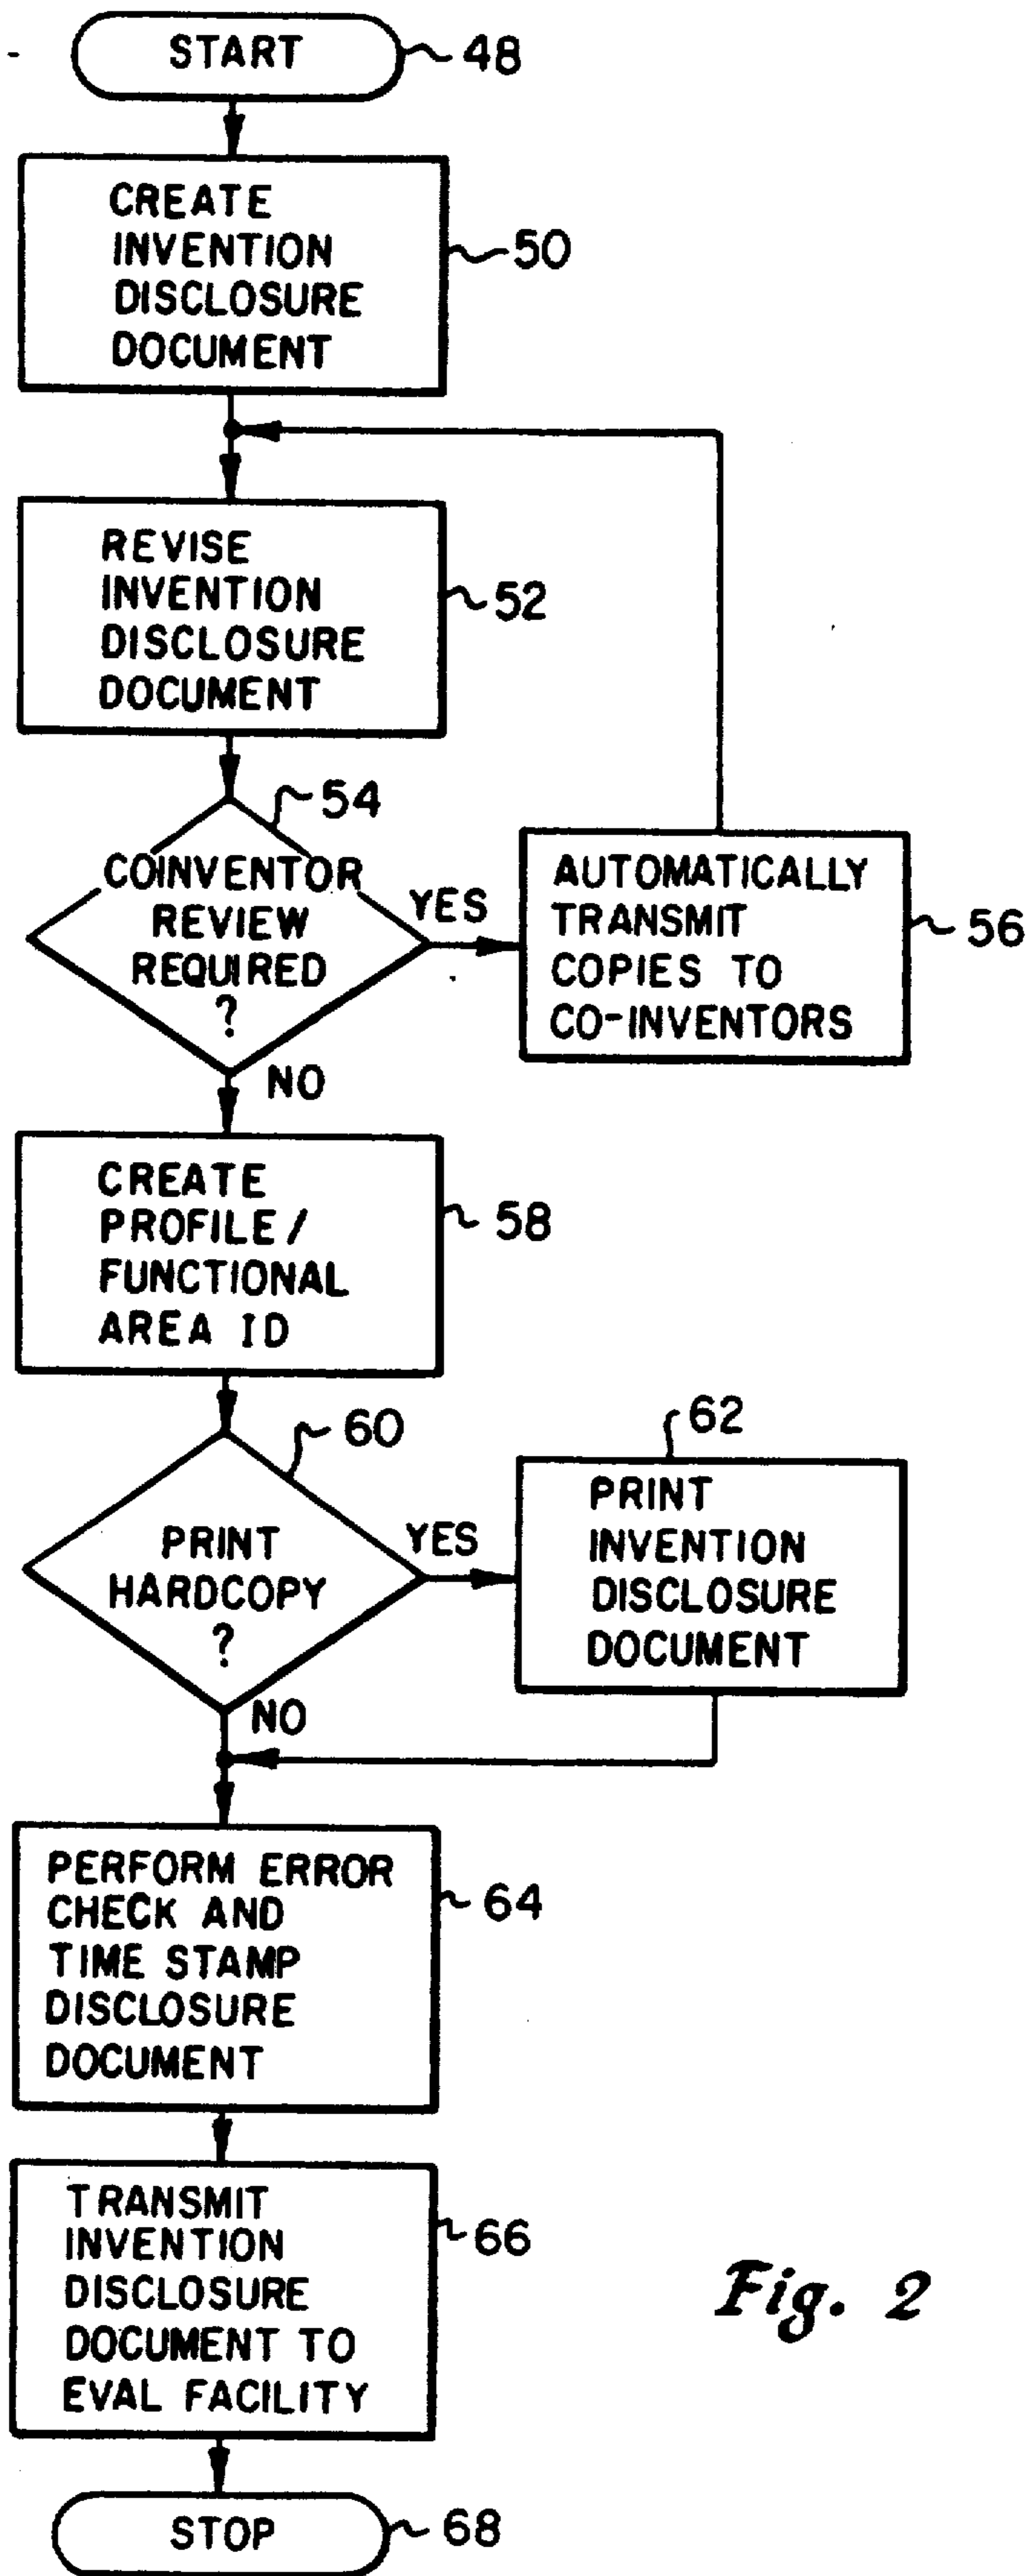 START
48
CREATE
INVENTION
DISCLOSURE
DOCUMENT
50
REVISE
INVENTION
DISCLOSURE
DOCUMENT
52
54
COINVENTOR
REVIEW
REQUIRED
?
YES
NO
AUTOMATICALLY
TRANSMIT
COPIES TO
CO-INVENTORS
56
CREATE
PROFILE/
FUNCTIONAL
AREA ID
58
60
PRINT
HARDCOPY
?
YES
NO
62
PRINT
INVENTION
DISCLOSURE
DOCUMENT
PERFORM ERROR
CHECK AND
TIME STAMP
DISCLOSURE
DOCUMENT
64
TRANSMIT
INVENTION
DISCLOSURE
DOCUMENT TO
EVAL FACILITY
66
Fig. 2
STOP
68